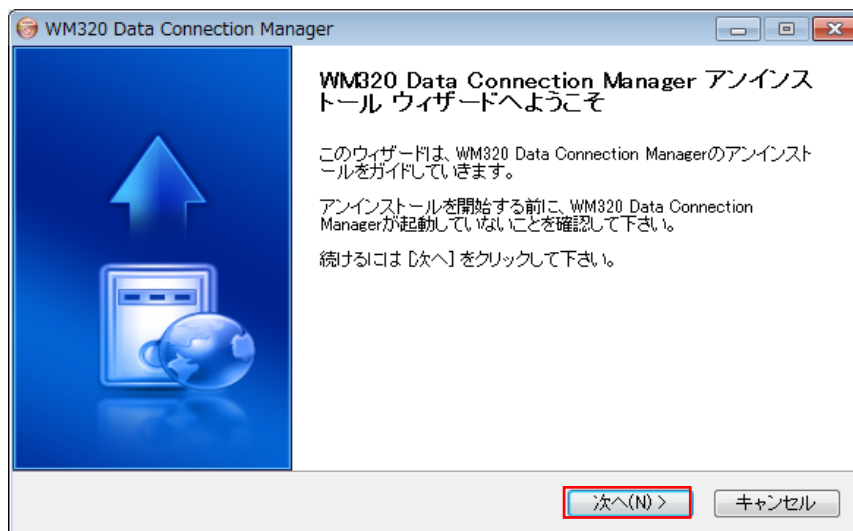 WM320 Data Connection Manager
WM320 Data Connection Manager アンインス
トール ウィザードへようこそ
このウィザードは、WM320 Data Connection Managerのアンインスト
ールをガイドしていきます。
アンインストールを開始する前に、WM320 Data Connection
Managerが起動していないことを確認して下さい。
続けるには [次へ] をクリックして下さい。
次へ(N) >
キャンセル